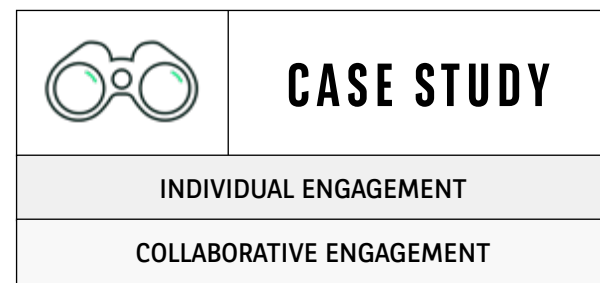 CASE STUDY
INDIVIDUAL ENGAGEMENT
COLLABORATIVE ENGAGEMENT